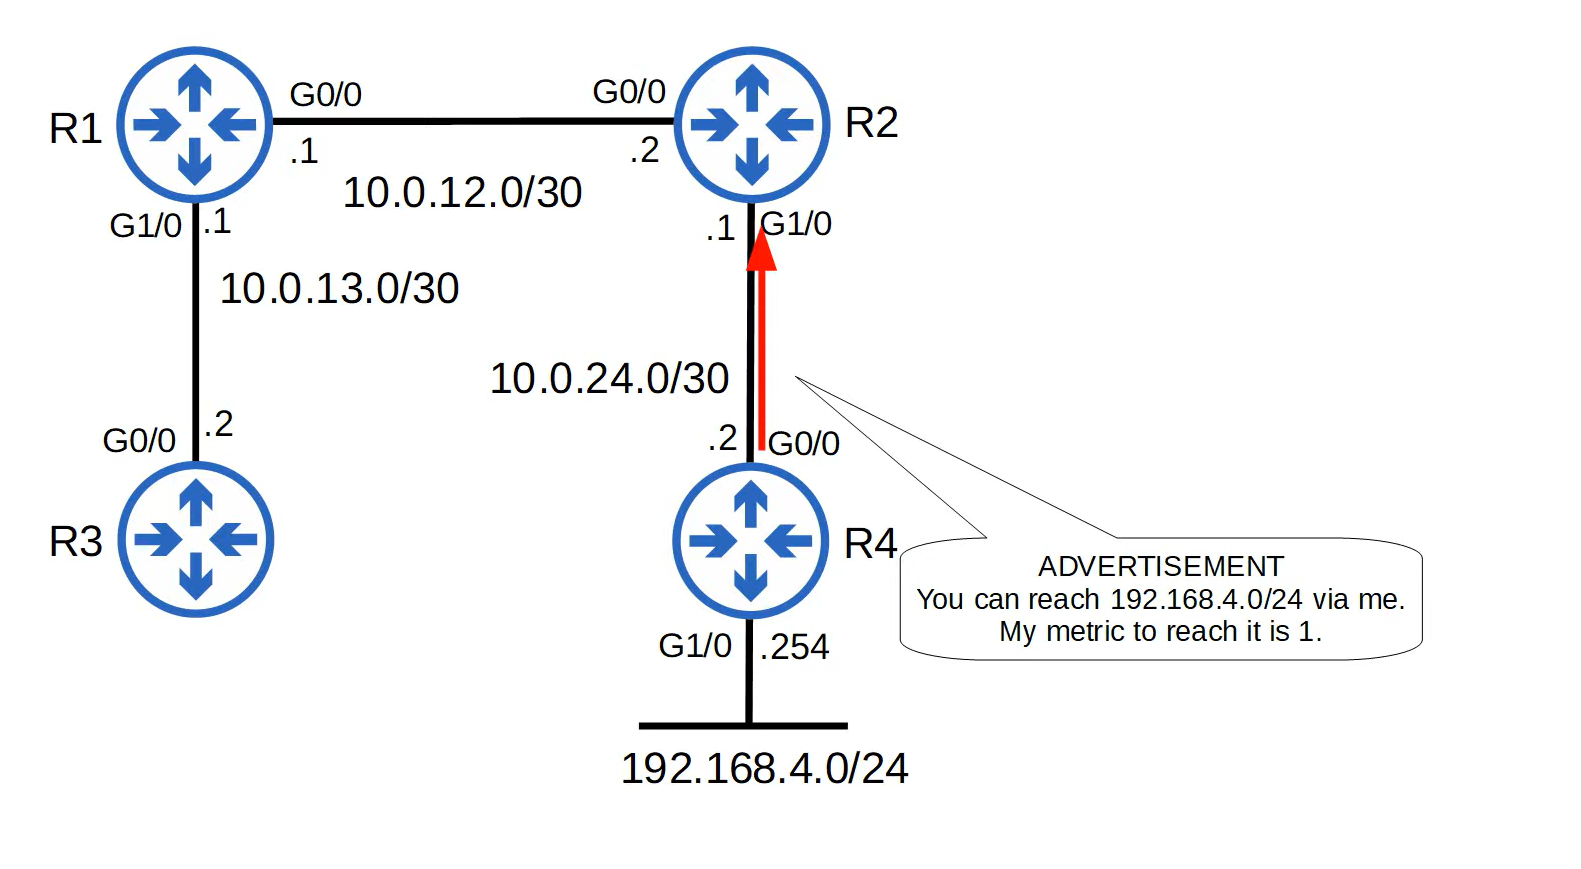 R1
G0/0
G0/0
R2
.1
.2
10.0.12.0/30
G1/0
.1
.1
G1/0
10.0.13.0/30
10.0.24.0/30
G0/0
.2
.2
G0/0
R3
R4
ADVERTISEMENT
You can reach 192.168.4.0/24 via me.
My metric to reach it is 1.
G1/0
.254
192.168.4.0/24